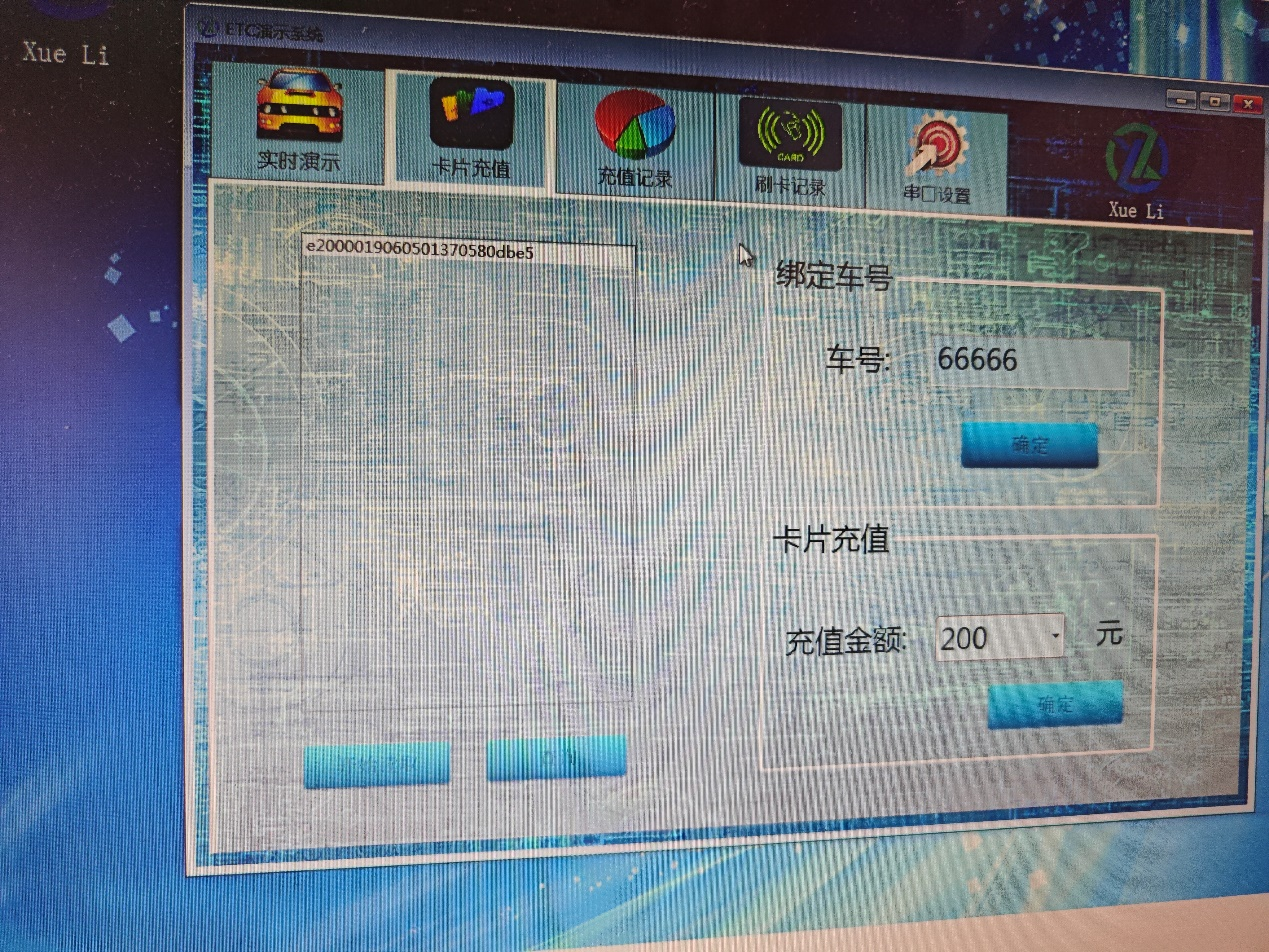 Xue Li
ETC演示系统
实时演示
卡片充值
充值记录
CARD
刷卡记录
串口设置
Xue Li
e2000019060501370580dbe5
绑定车号
车号:
66666
确定
卡片充值
充值金额:
200
元
确定